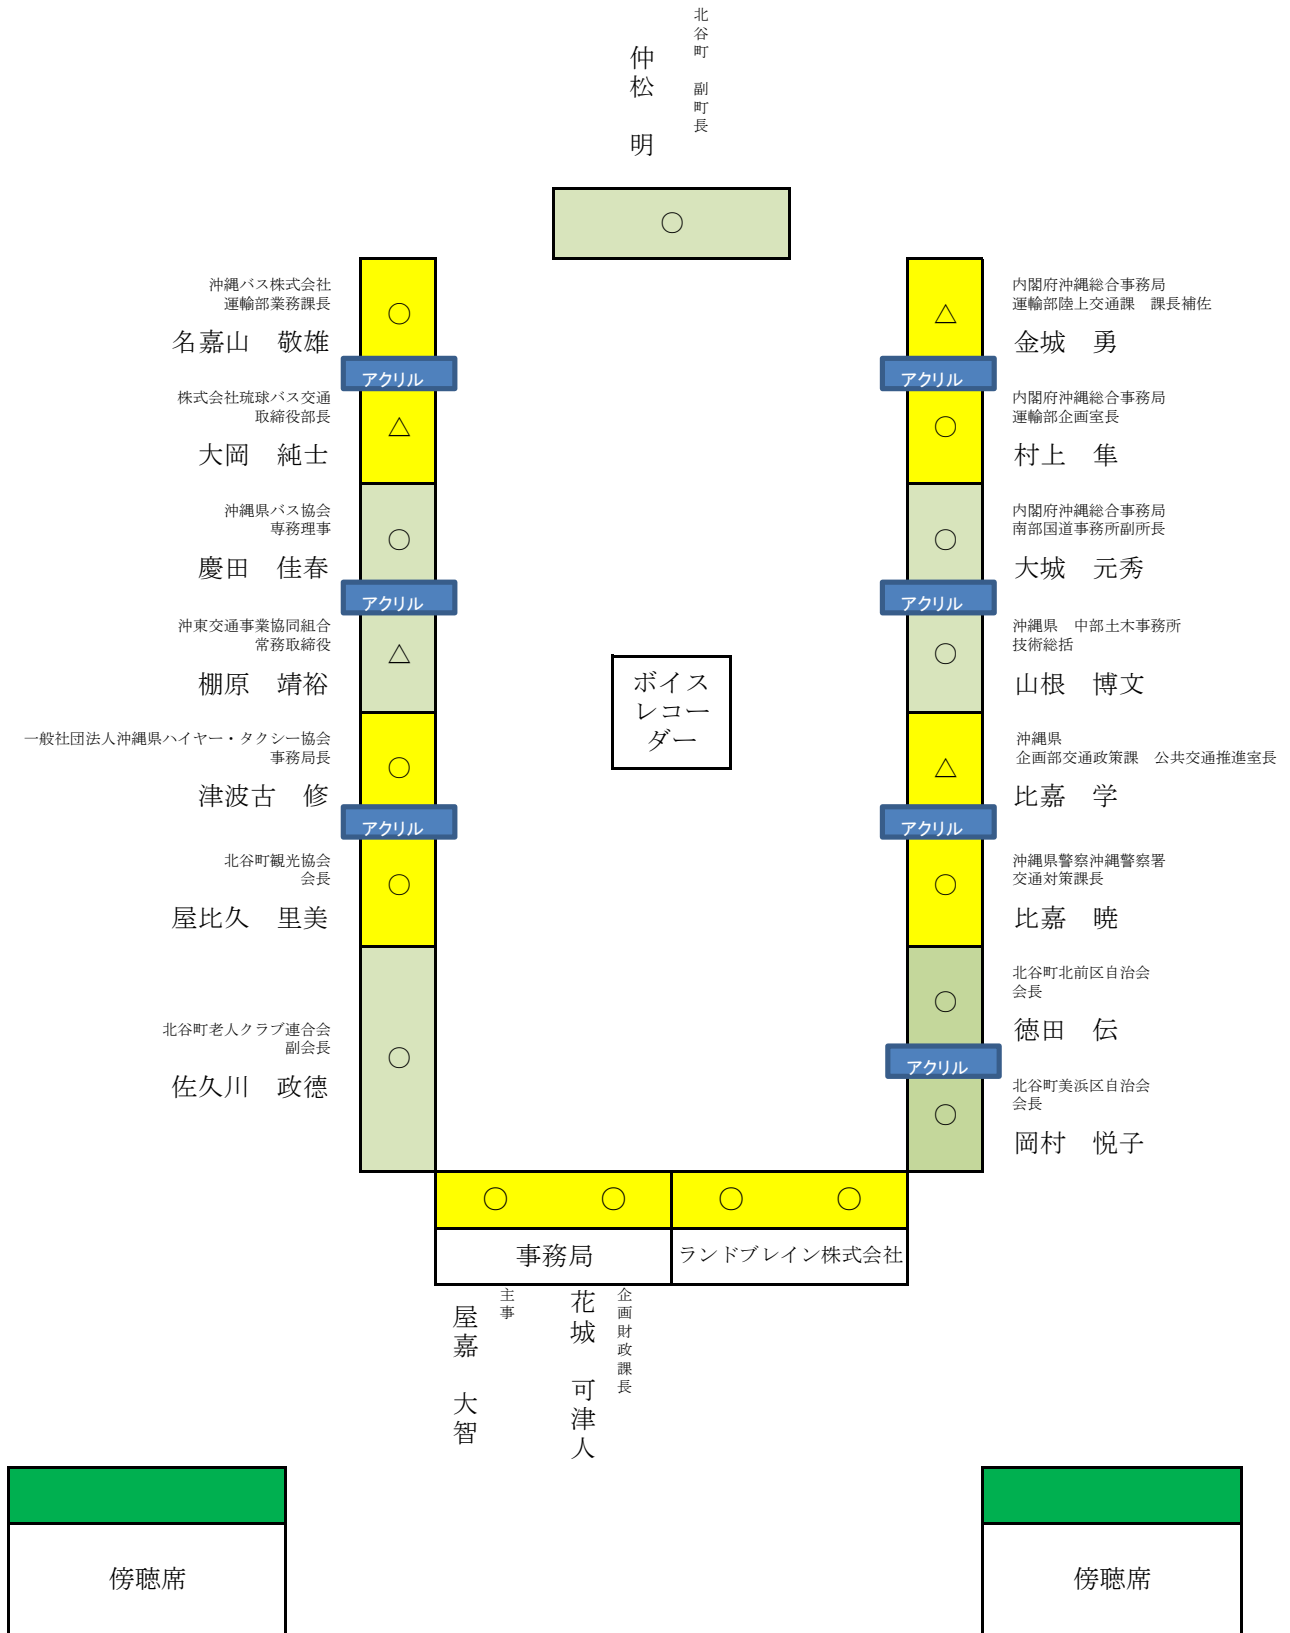 北谷町　副町長
仲松　明
○
沖縄バス株式会社
運輸部業務課長
名嘉山　敬雄
○
アクリル
株式会社琉球バス交通
取締役部長
大岡　純士
△
沖縄県バス協会
専務理事
慶田　佳春
○
アクリル
沖東交通事業協同組合
常務取締役
棚原　靖裕
△
一般社団法人沖縄県ハイヤー・タクシー協会
事務局長
津波古　修
○
アクリル
北谷町観光協会
会長
屋比久　里美
○
北谷町老人クラブ連合会
副会長
佐久川　政德
○
ボイス
レコー
ダー
内閣府沖縄総合事務局
運輸部陸上交通課　課長補佐
金城　勇
△
アクリル
内閣府沖縄総合事務局
運輸部企画室長
村上　隼
○
内閣府沖縄総合事務局
南部国道事務所副所長
大城　元秀
○
アクリル
沖縄県　中部土木事務所
技術総括
山根　博文
○
沖縄県
企画部交通政策課　公共交通推進室長
比嘉　学
△
アクリル
沖縄県警察沖縄警察署
交通対策課長
比嘉　暁
○
北谷町北前区自治会
会長
徳田　伝
○
アクリル
北谷町美浜区自治会
会長
岡村　悦子
○
○　○　○　○
事務局
ランドブレイン株式会社
企画財政課長
花城　可津人
主事
屋嘉　大智
傍聴席
傍聴席